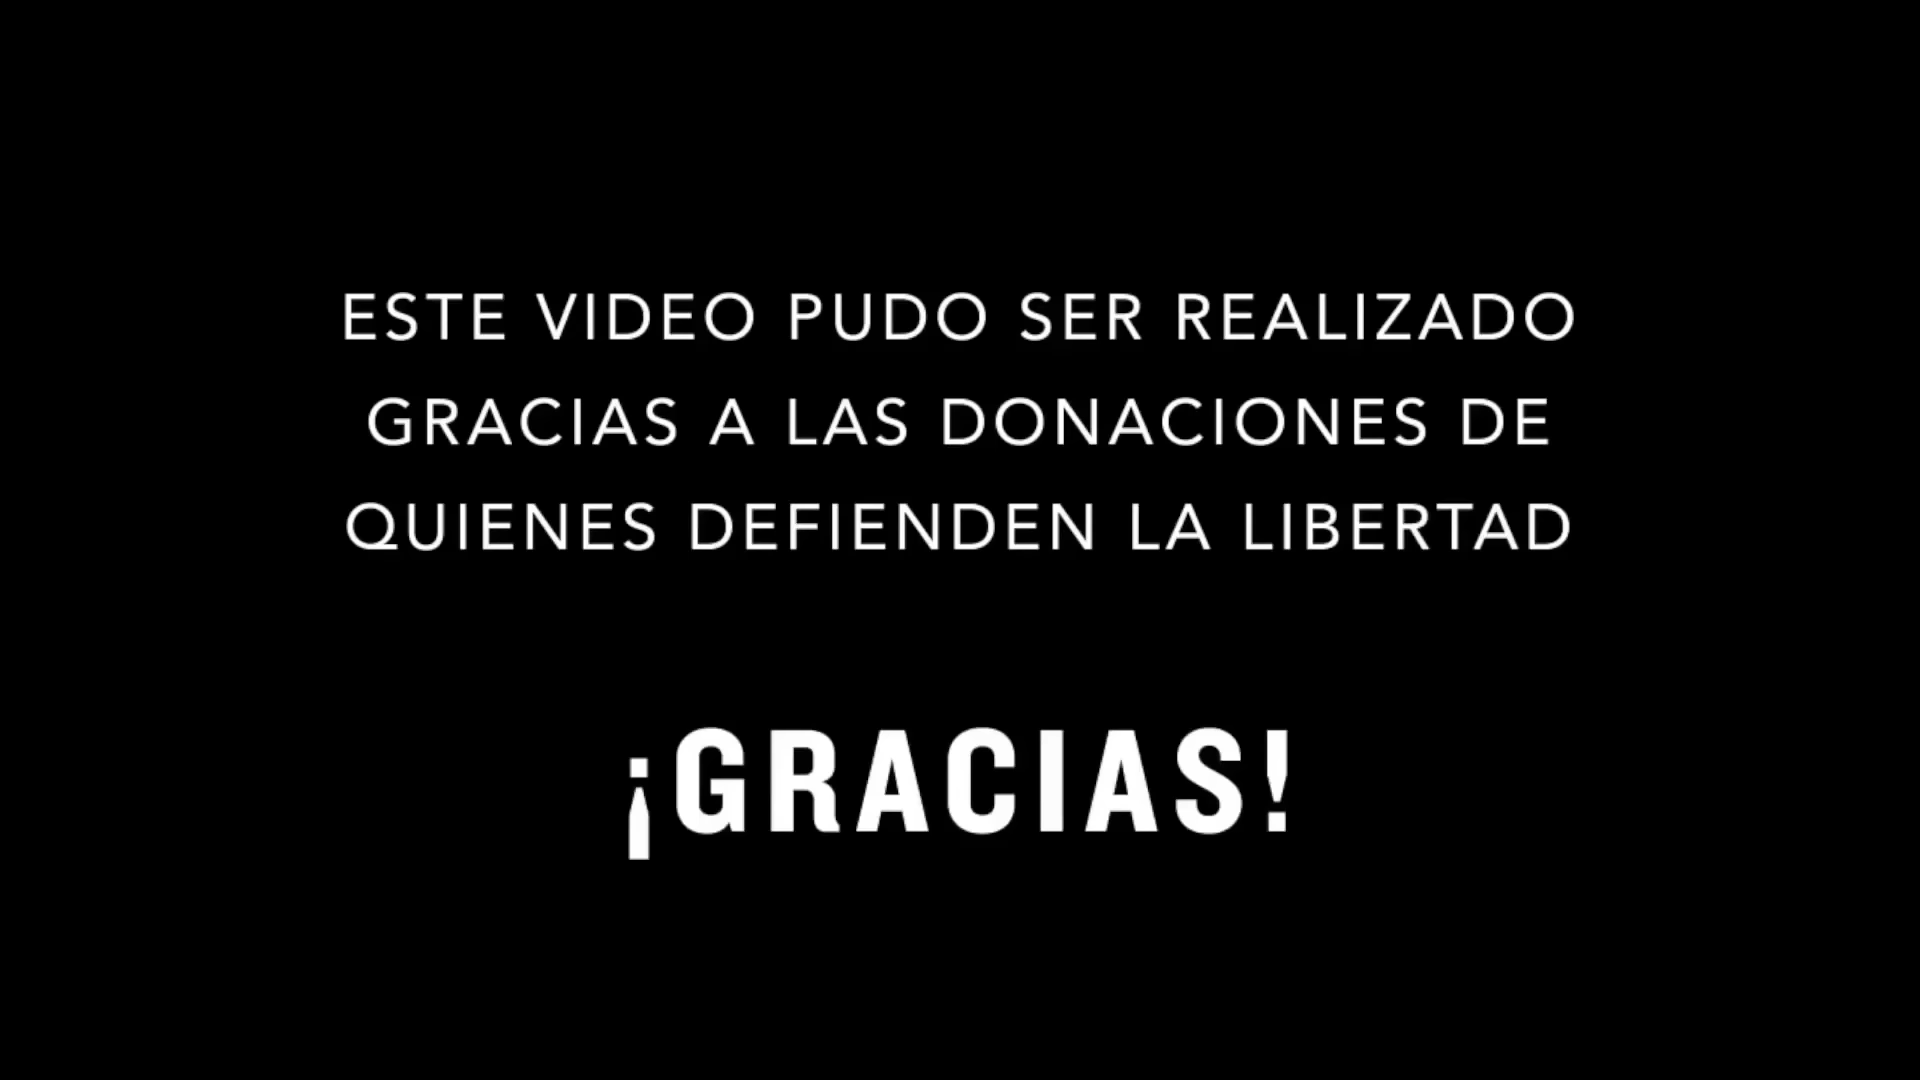 ESTE VIDEO PUDO SER REALIZADO
GRACIAS A LAS DONACIONES DE
QUIENES DEFIENDEN LA LIBERTAD
¡GRACIAS!